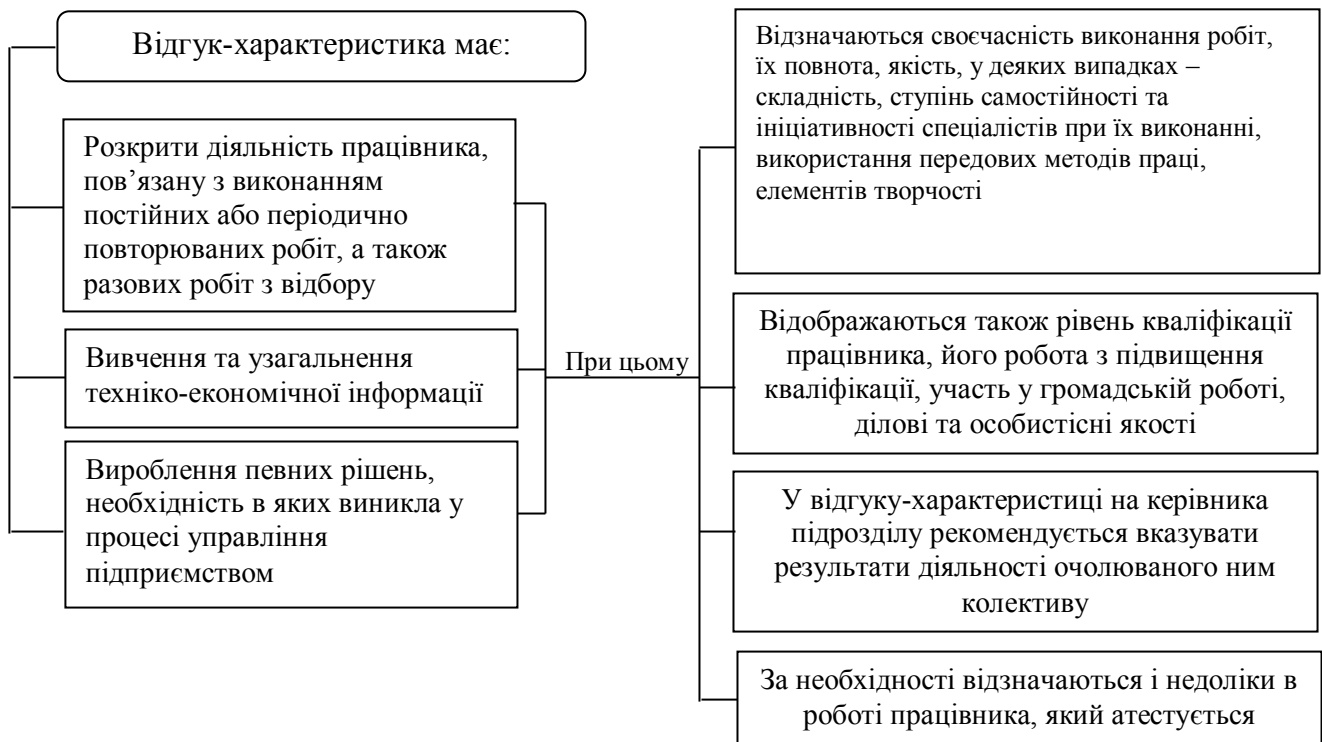 Відгук-характеристика має:
Розкрити діяльність працівника,
пов’язану з виконанням
постійних або періодично
повторюваних робіт, а також
разових робіт з відбору
Вивчення та узагальнення
техніко-економічної інформації
Вироблення певних рішень,
необхідність в яких виникла у
процесі управління
підприємством
При цьому
Відзначаються своєчасність виконання робіт,
їх повнота, якість, у деяких випадках –
складність, ступінь самостійності та
ініціативності спеціалістів при їх виконанні,
використання передових методів праці,
елементів творчості
Відображаються також рівень кваліфікації
працівника, його робота з підвищення
кваліфікації, участь у громадській роботі,
ділові та особистісні якості
У відгуку-характеристиці на керівника
підрозділу рекомендується вказувати
результати діяльності очолюваного ним
колективу
За необхідності відзначаються і недоліки в
роботі працівника, який атестується